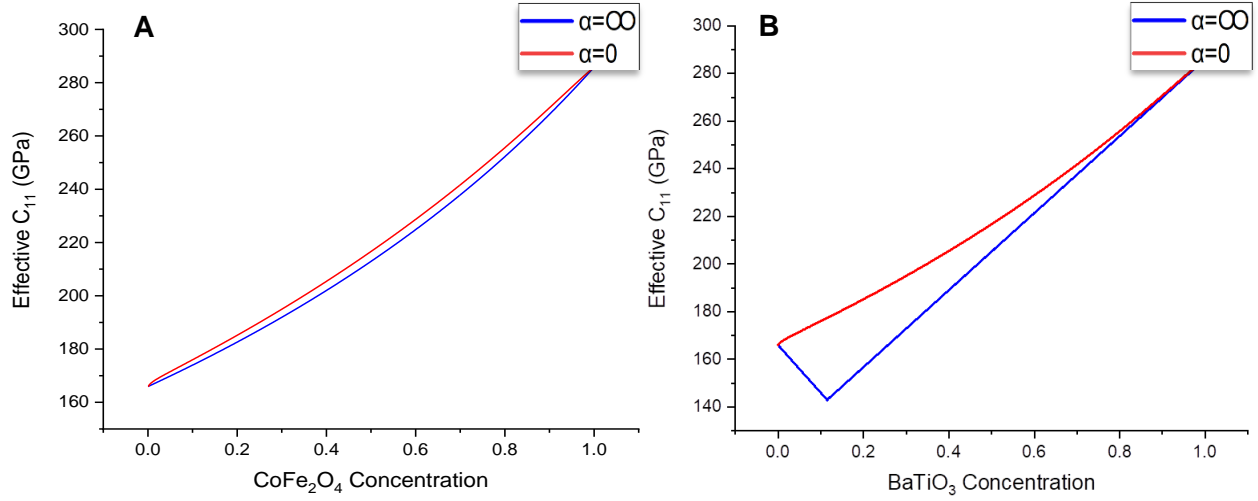 A
α=∞
α=0
300
280
260
240
220
200
180
160
0.0 0.2 0.4 0.6 0.8 1.0
Effective C₁₁ (GPa)
CoFe₂O₄ Concentration
B
α=∞
α=0
300
280
260
240
220
200
180
160
140
0.0 0.2 0.4 0.6 0.8 1.0
Effective C₁₁ (GPa)
BaTiO₃ Concentration